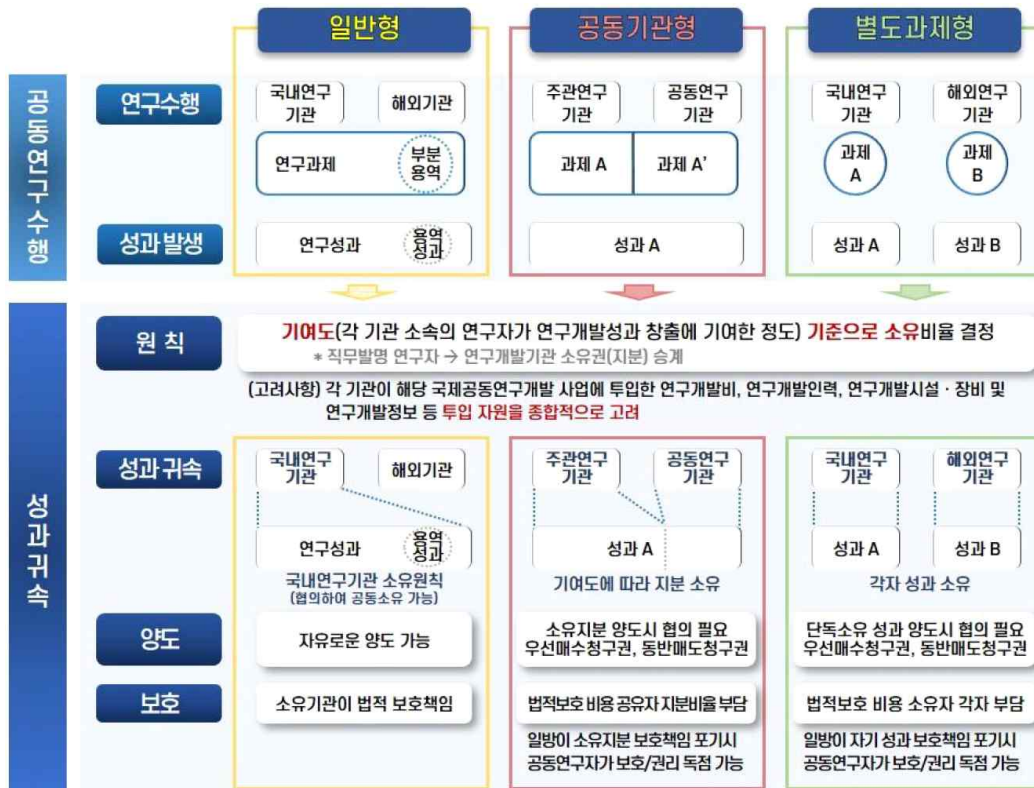 일반형
공동기관형
별도과제형
공동연구수행
연구수행
국내연구
기관
해외기관
주관연구
기관
공동연구
기관
국내연구
기관
해외연구
기관
연구과제
부분
용역
과제 A
과제 A'
과제
A
과제
B
성과 발생
연구성과
용역
성과
성과 A
성과 A
성과 B
성과귀속
원칙
기여도(각 기관 소속의 연구자가 연구개발성과 창출에 기여한 정도) 기준으로 소유비율 결정
* 직무발명 연구자 → 연구개발기관 소유권(지분) 승계
(고려사항) 각 기관이 해당 국제공동연구개발 사업에 투입한 연구개발비, 연구개발인력, 연구개발시설·장비 및
연구개발정보 등 투입 자원을 종합적으로 고려
성과 귀속
국내연구
기관
해외기관
주관연구
기관
공동연구
기관
국내연구
기관
해외연구
기관
연구성과
용역
성과
성과 A
성과 A
성과 B
국내연구기관 소유원칙
(협의하여 공동소유 가능)
기여도에 따라 지분 소유
각자 성과 소유
양도
자유로운 양도 가능
소유지분 양도시 협의 필요
우선매수청구권, 동반매도청구권
단독소유 성과 양도시 협의 필요
우선매수청구권, 동반매도청구권
보호
소유기관이 법적 보호책임
법적보호 비용 공유자 지분비율 부담
법적보호 비용 소유자 각자 부담
일방이 소유지분 보호책임 포기시
공동연구자가 보호/권리 독점 가능
일방이 자기 성과 보호책임 포기시
공동연구자가 보호/권리 독점 가능